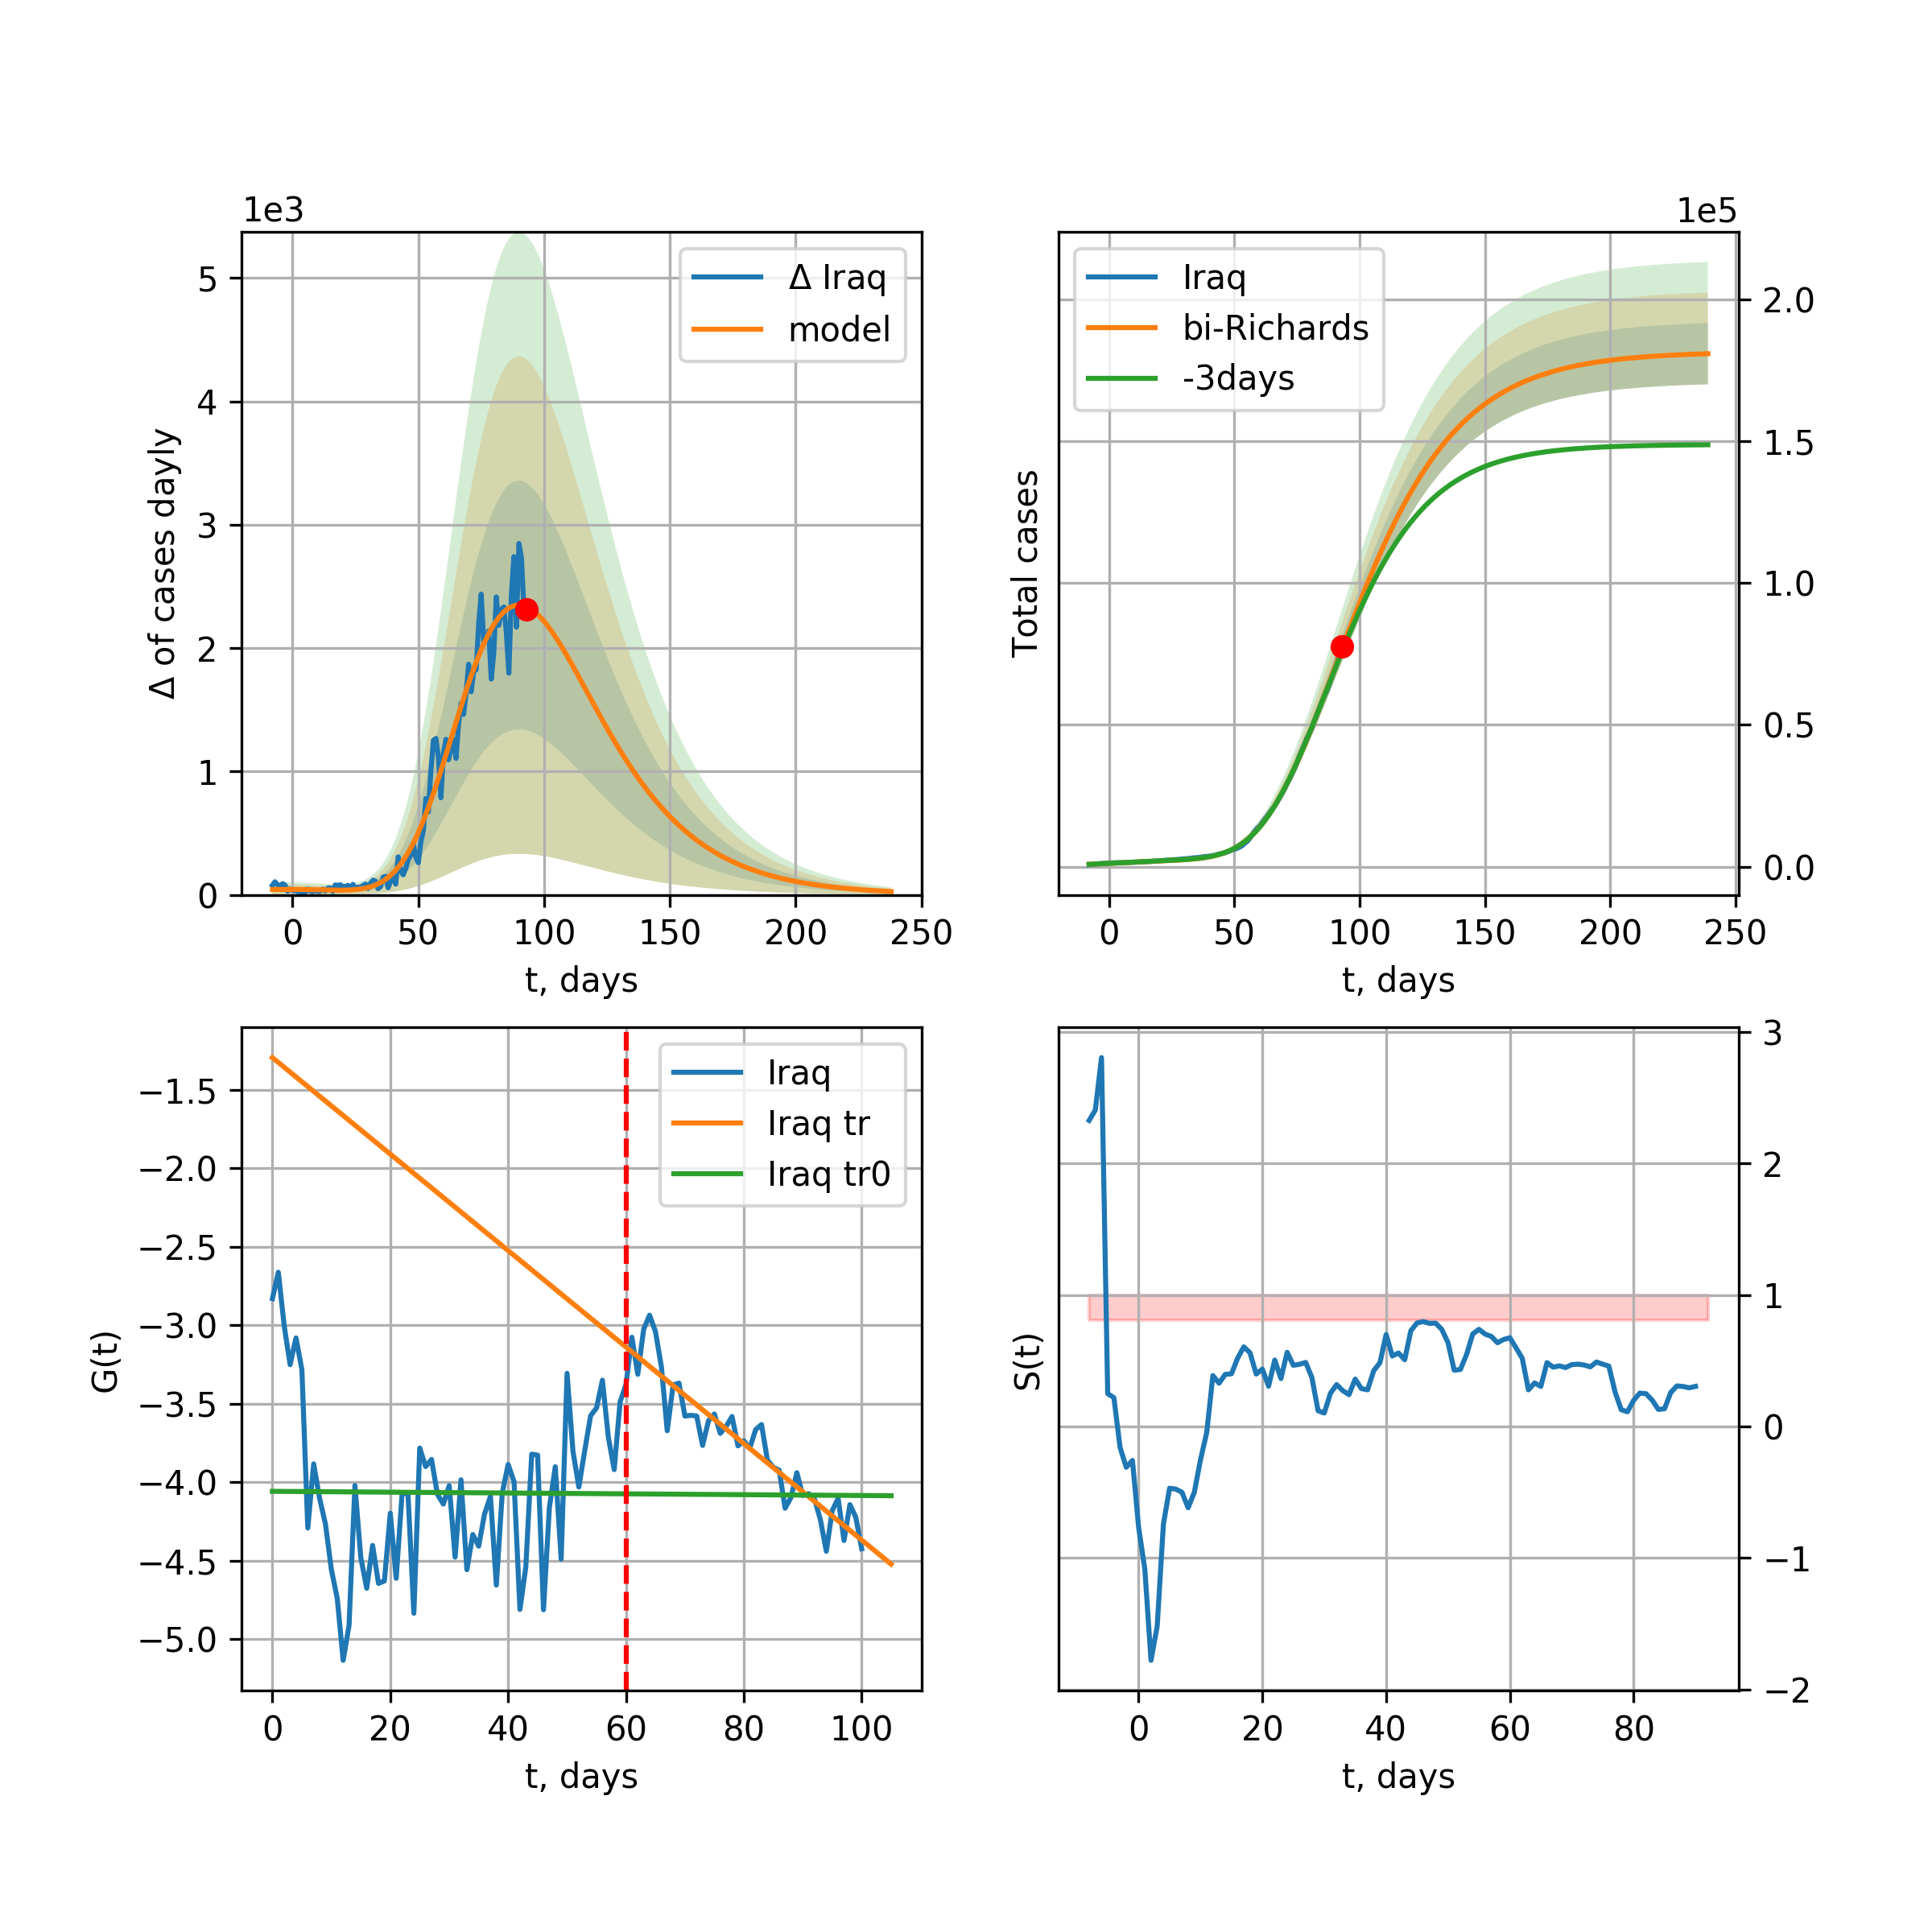 1e3
5
4
3
2
1
0
Δ of cases dayly
0 50 100 150 200 250
t, days
Δ Iraq
model
1e5
2.0
1.5
1.0
0.5
0.0
Total cases
0 50 100 150 200 250
t, days
Iraq
bi-Richards
-3days
−1.5
−2.0
−2.5
−3.0
−3.5
−4.0
−4.5
−5.0
G(t)
0 20 40 60 80 100
t, days
Iraq
Iraq tr
Iraq tr0
3
2
1
0
−1
−2
S(t)
0 20 40 60 80
t, days